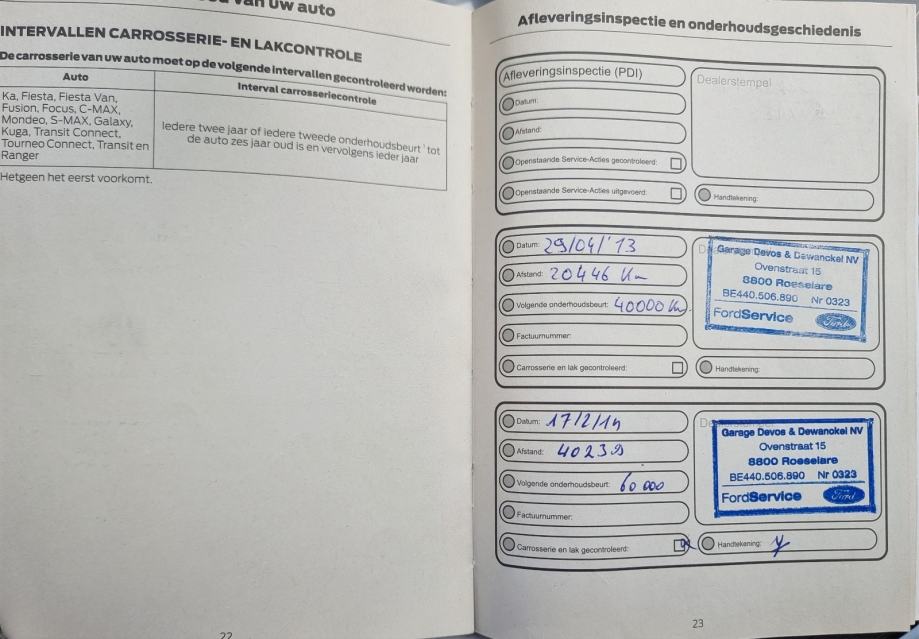 van uw auto
INTERVALLEN CARROSSERIE- EN LAKCONTROLE
De carrosserie van uw auto moet op de volgende intervallen gecontroleerd worden:
Auto
Interval carrosseriecontrole
Ka, Fiesta, Fiesta Van,
Fusion, Focus, C-MAX,
Mondeo, S-MAX, Galaxy,
Kuga, Transit Connect,
Tourneo Connect, Transit en
Ranger
Iedere twee jaar of iedere tweede onderhoudsbeurt ¹ tot
de auto zes jaar oud is en vervolgens ieder jaar
Hetgeen het eerst voorkomt.
22
Afleveringsinspectie en onderhoudsgeschiedenis
Afleveringsinspectie (PDI)
Dealerstempel
Datum:
Afstand:
Openstaande Service-Acties gecontroleerd:
Openstaande Service-Acties uitgevoerd:
Handtekening:
Datum: 29/04/'13
Afstand: 20446 Km
Volgende onderhoudsbeurt: 40000 Km
Factuurnummer:
Carrosserie en lak gecontroleerd:
Garage Devos & Dewanckel NV
Ovenstraat 15
8800 Roeselare
BE440.506.890 Nr 0323
FordService Ford
Handtekening:
Datum: 17/2/14
Afstand: 40239
Volgende onderhoudsbeurt: 60 000
Factuurnummer:
Carrosserie en lak gecontroleerd:
Garage Devos & Dewanckel NV
Ovenstraat 15
8800 Roeselare
BE440.506.890 Nr 0323
FordService Ford
Handtekening:
23